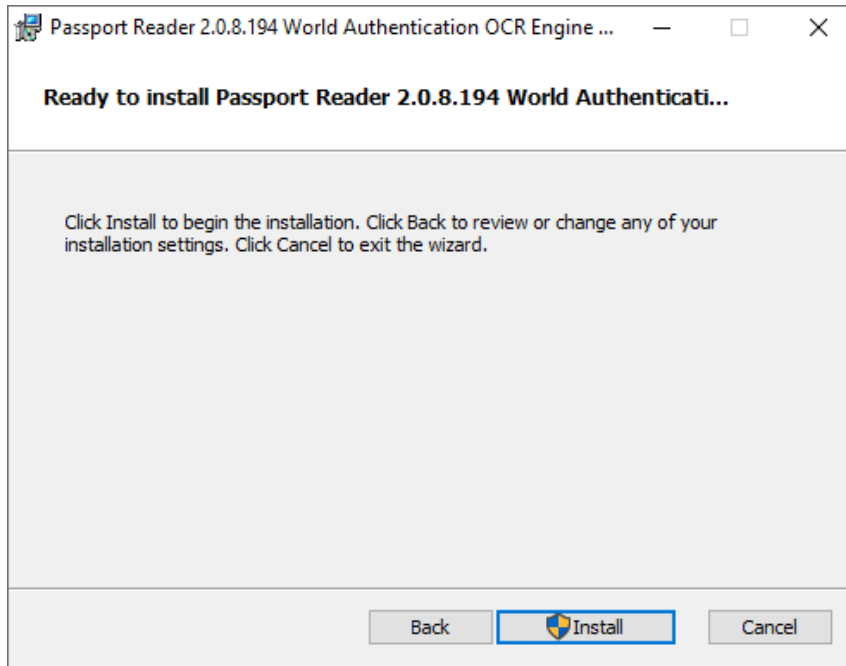 Passport Reader 2.0.8.194 World Authentication OCR Engine ...
Ready to install Passport Reader 2.0.8.194 World Authenticati...
Click Install to begin the installation. Click Back to review or change any of your
installation settings. Click Cancel to exit the wizard.
Back Install Cancel